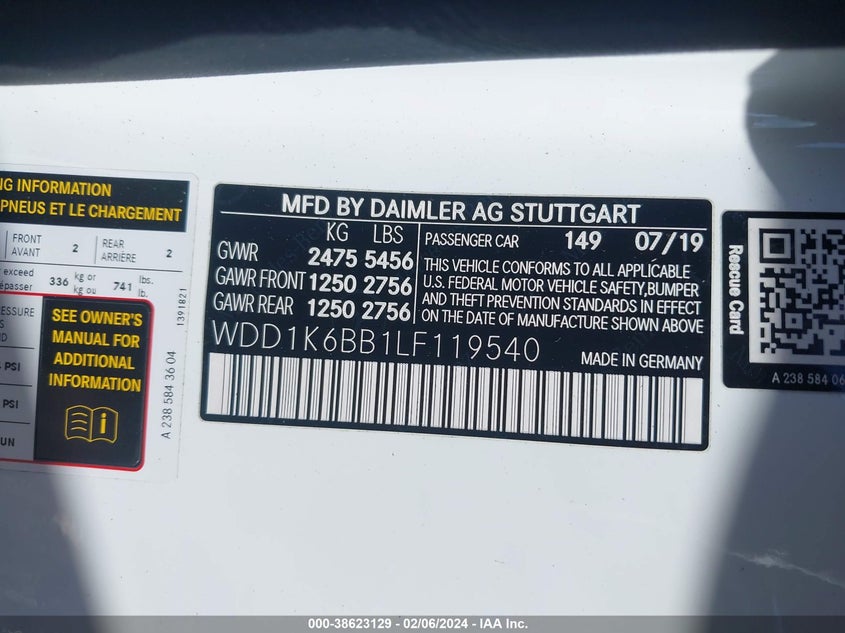 NG INFORMATION
PNEUS ET LE CHARGEMENT
FRONT
AVANT
2
REAR
ARRIÈRE
2
exceed
336
kg or
kg ou
741
lbs.
lb.
1391821
SEE OWNER'S
MANUAL FOR
ADDITIONAL
INFORMATION
PSI
PSI
A 238 584 36 04
MFD BY DAIMLER AG STUTTGART
KG LBS
GVWR 2475 5456
GAWR FRONT 1250 2756
GAWR REAR 1250 2756
PASSENGER CAR 149 07/19
THIS VEHICLE CONFORMS TO ALL APPLICABLE
U.S. FEDERAL MOTOR VEHICLE SAFETY,BUMPER
AND THEFT PREVENTION STANDARDS IN EFFECT
ON THE DATE OF MANUFACTURE SHOWN ABOVE
WDD1K6BB1LF119540
MADE IN GERMANY
Rescue Card
A 238 584 06
000-38623129 - 02/06/2024 - IAA Inc.